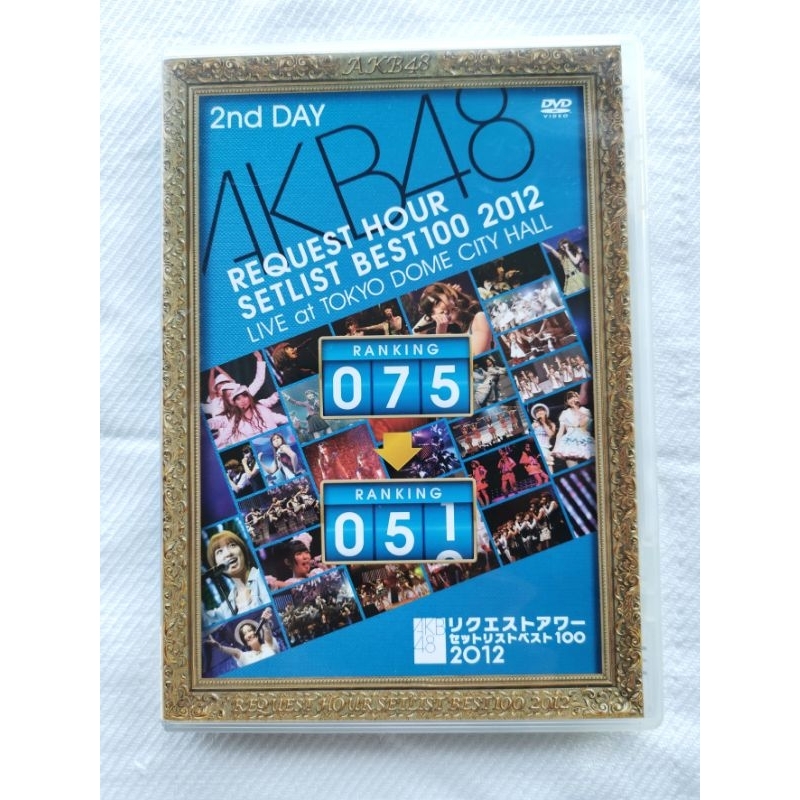 AKB48
2nd DAY
DVD
VIDEO
AKB48
REQUEST HOUR
SETLIST BEST100 2012
LIVE at TOKYO DOME CITY HALL
RANKING
075
RANKING
051
AKB
48
リクエストアワー
セットリストベスト100
2012
REQUEST HOUR SETLIST BEST100 2012